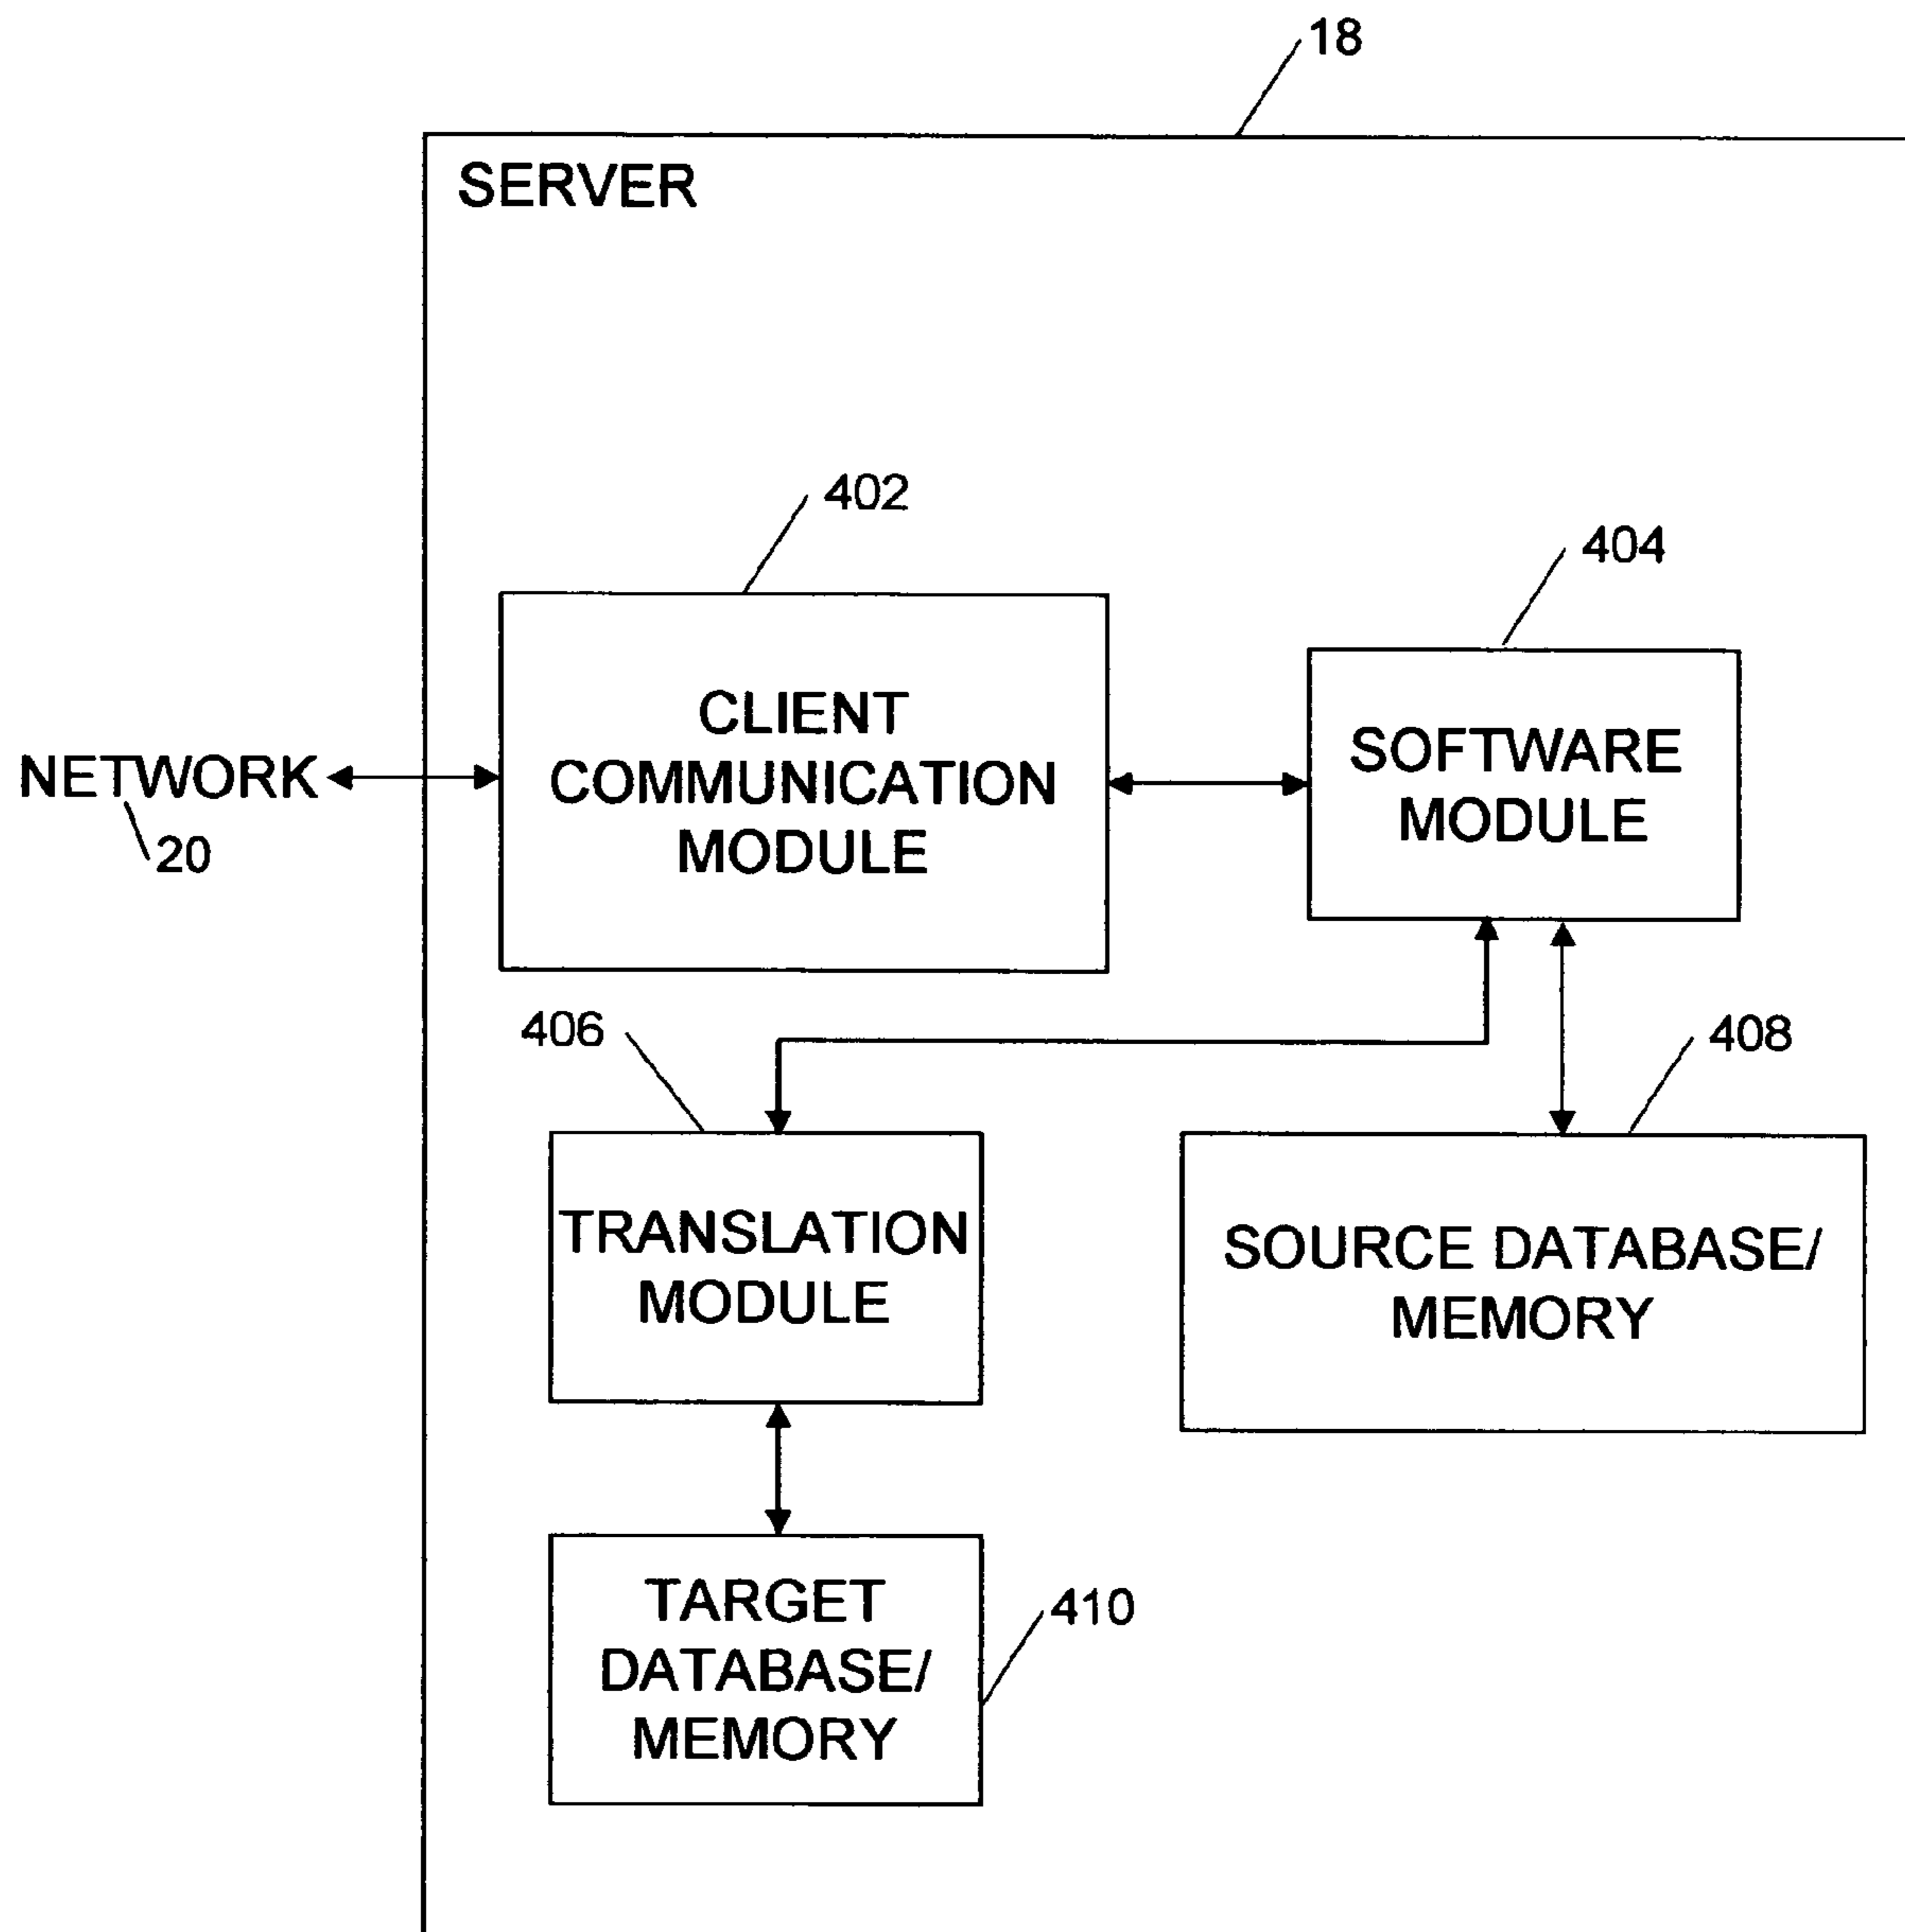 18
SERVER
402
404
CLIENT
COMMUNICATION
MODULE
SOFTWARE
MODULE
NETWORK
20
406
408
TRANSLATION
MODULE
SOURCE DATABASE/
MEMORY
TARGET
DATABASE/
MEMORY
410